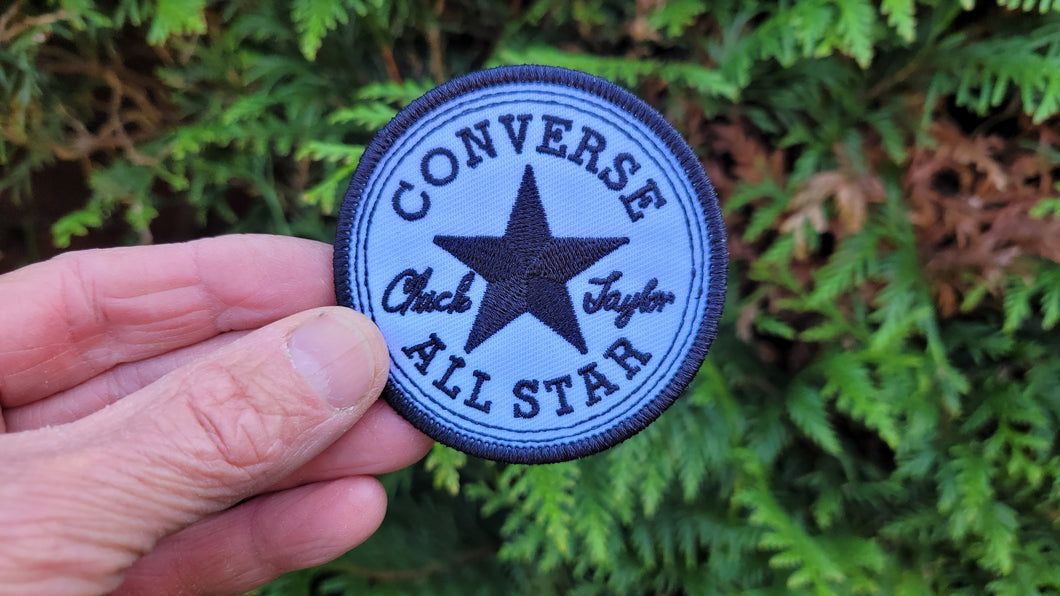 CONVERSE
Chuck Taylor
ALL STAR